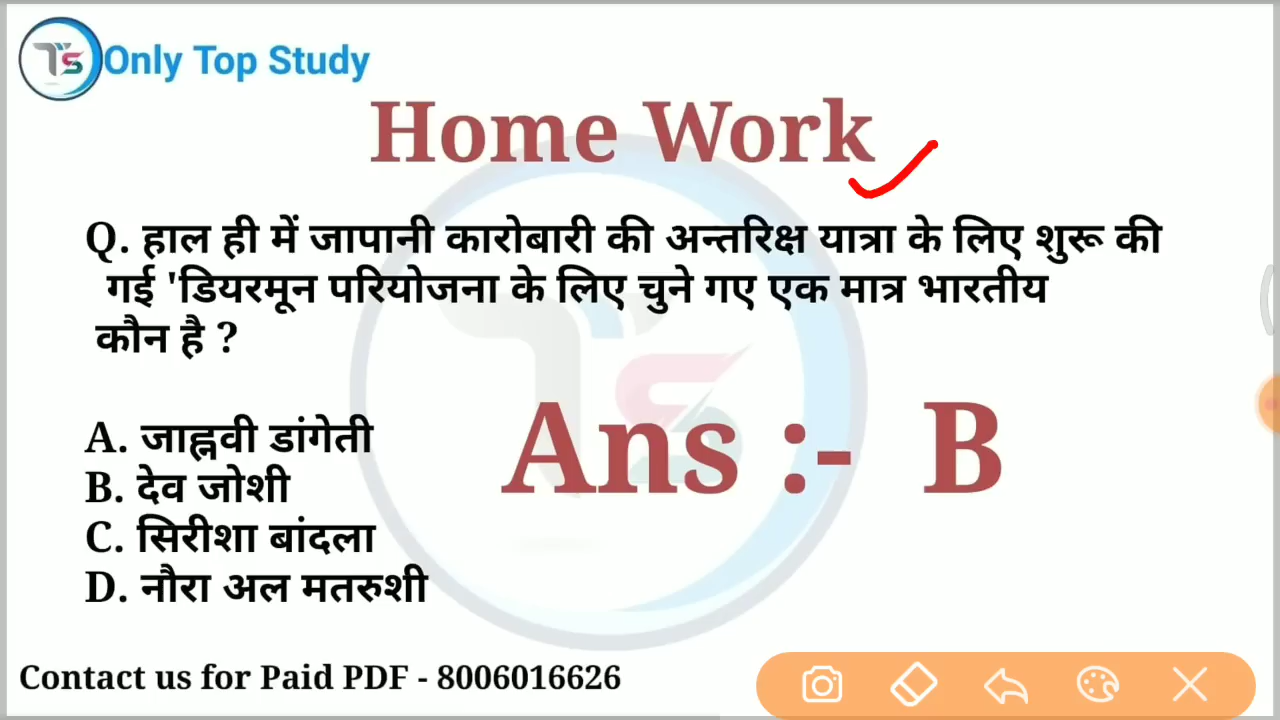 TS Only Top Study
Home Work
Q. हाल ही में जापानी कारोबारी की अन्तरिक्ष यात्रा के लिए शुरू की
गई 'डियरमून परियोजना के लिए चुने गए एक मात्र भारतीय
कौन है ?
A. जाह्नवी डांगेती
B. देव जोशी
C. सिरीशा बांदला
D. नौरा अल मतरुशी
Ans :- B
Contact us for Paid PDF - 8006016626